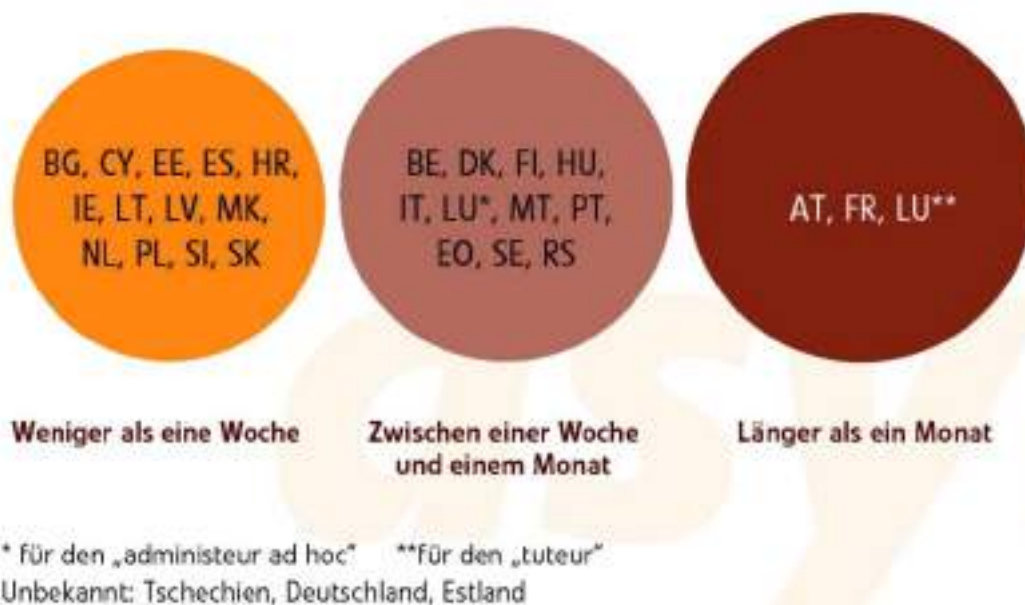 BG, CY, EE, ES, HR,
IE, LT, LV, MK,
NL, PL, SI, SK
BE, DK, FI, HU,
IT, LU*, MT, PT,
EO, SE, RS
AT, FR, LU**
Weniger als eine Woche
Zwischen einer Woche
und einem Monat
Länger als ein Monat
* für den „administeur ad hoc" **für den „tuteur"
Unbekannt: Tschechien, Deutschland, Estland
asy